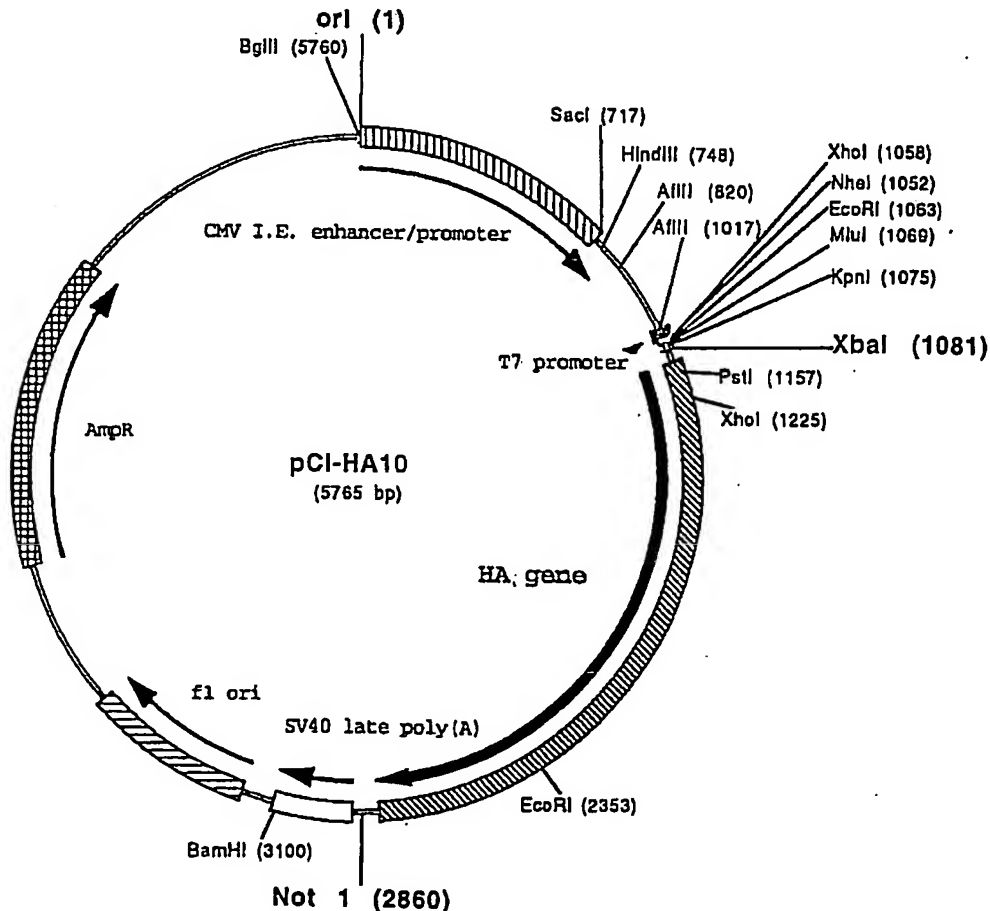 ori (1)
BglII (5760)
SacI (717)
HindIII (748)
AflII (820)
AflII (1017)
XhoI (1058)
NheI (1052)
EcoRI (1063)
MluI (1069)
KpnI (1075)
XbaI (1081)
CMV I.E. enhancer/promoter
T7 promoter
PstI (1157)
XhoI (1225)
AmpR
pCI-HA10
(5765 bp)
HA gene
f1 ori
SV40 late poly(A)
EcoRI (2353)
BamHI (3100)
Not 1 (2860)